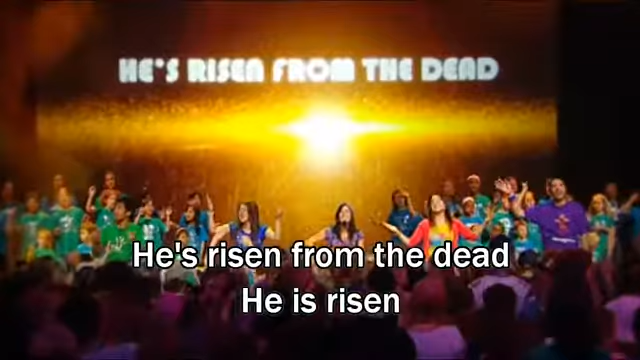 HE'S RISEN FROM THE DEAD
He's risen from the dead
He is risen